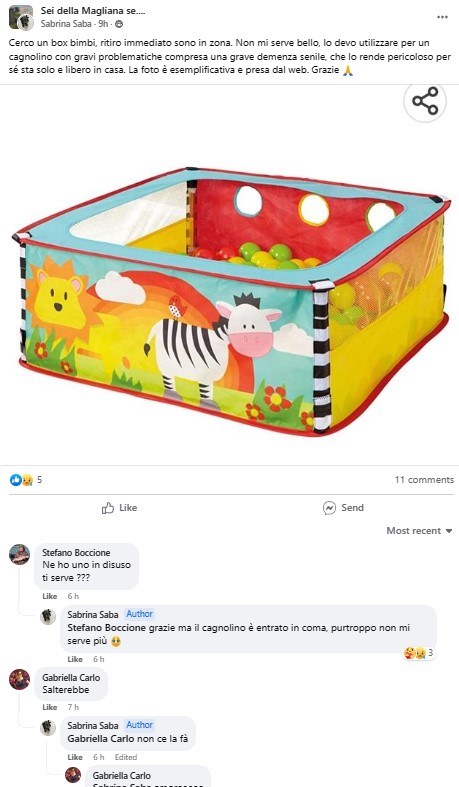 Sei della Magliana se....
Sabrina Saba · 9h ·
Cerco un box bimbi, ritiro immediato sono in zona. Non mi serve bello, lo devo utilizzare per un
cagnolino con gravi problematiche compresa una grave demenza senile, che lo rende pericoloso per
sé sta solo e libero in casa. La foto è esemplificativa e presa dal web. Grazie 🙏
5
11 comments
Like
Send
Most recent
Stefano Boccione
Ne ho uno in disuso
ti serve ???
Like 6 h
Sabrina Saba Author
Stefano Boccione grazie ma il cagnolino è entrato in coma, purtroppo non mi
serve più 🥹
3
Like 6 h
Gabriella Carlo
Salterebbe
Like 7 h
Sabrina Saba Author
Gabriella Carlo non ce la fà
Like 6 h Edited
Gabriella Carlo
Sabrina Saba